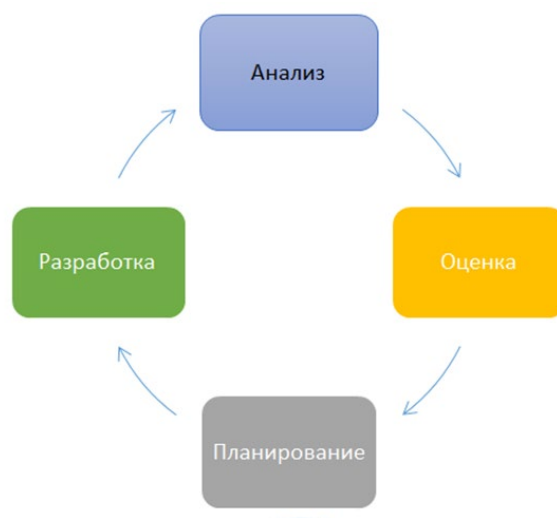 Анализ
Оценка
Планирование
Разработка